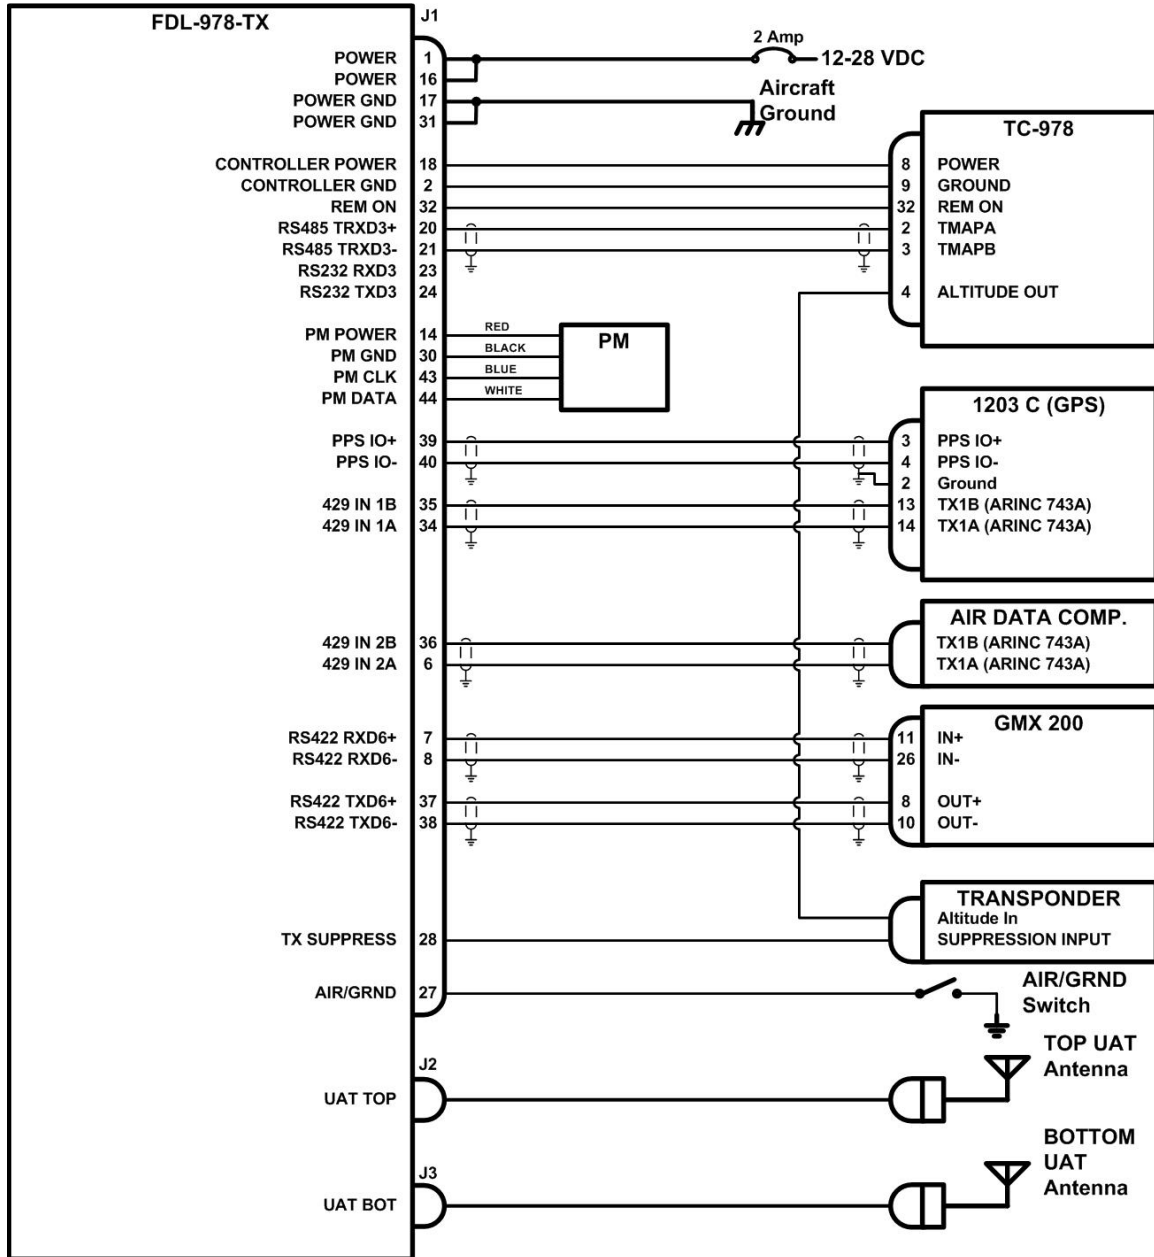 FDL-978-TX
J1
POWER 1
POWER 16
POWER GND 17
POWER GND 31
2 Amp
12-28 VDC
Aircraft
Ground
CONTROLLER POWER 18
CONTROLLER GND 2
REM ON 32
RS485 TRXD3+ 20
RS485 TRXD3- 21
RS232 RXD3 23
RS232 TXD3 24
TC-978
8 POWER
9 GROUND
32 REM ON
2 TMAPA
3 TMAPB
4 ALTITUDE OUT
PM POWER 14 RED
PM GND 30 BLACK
PM CLK 43 BLUE
PM DATA 44 WHITE
PM
PPS IO+ 39
PPS IO- 40
429 IN 1B 35
429 IN 1A 34
1203 C (GPS)
3 PPS IO+
4 PPS IO-
2 Ground
13 TX1B (ARINC 743A)
14 TX1A (ARINC 743A)
429 IN 2B 36
429 IN 2A 6
AIR DATA COMP.
TX1B (ARINC 743A)
TX1A (ARINC 743A)
RS422 RXD6+ 7
RS422 RXD6- 8
RS422 TXD6+ 37
RS422 TXD6- 38
GMX 200
11 IN+
26 IN-
8 OUT+
10 OUT-
TRANSPONDER
Altitude In
SUPPRESSION INPUT
TX SUPPRESS 28
AIR/GRND 27
AIR/GRND
Switch
J2
UAT TOP
TOP UAT
Antenna
J3
UAT BOT
BOTTOM
UAT
Antenna